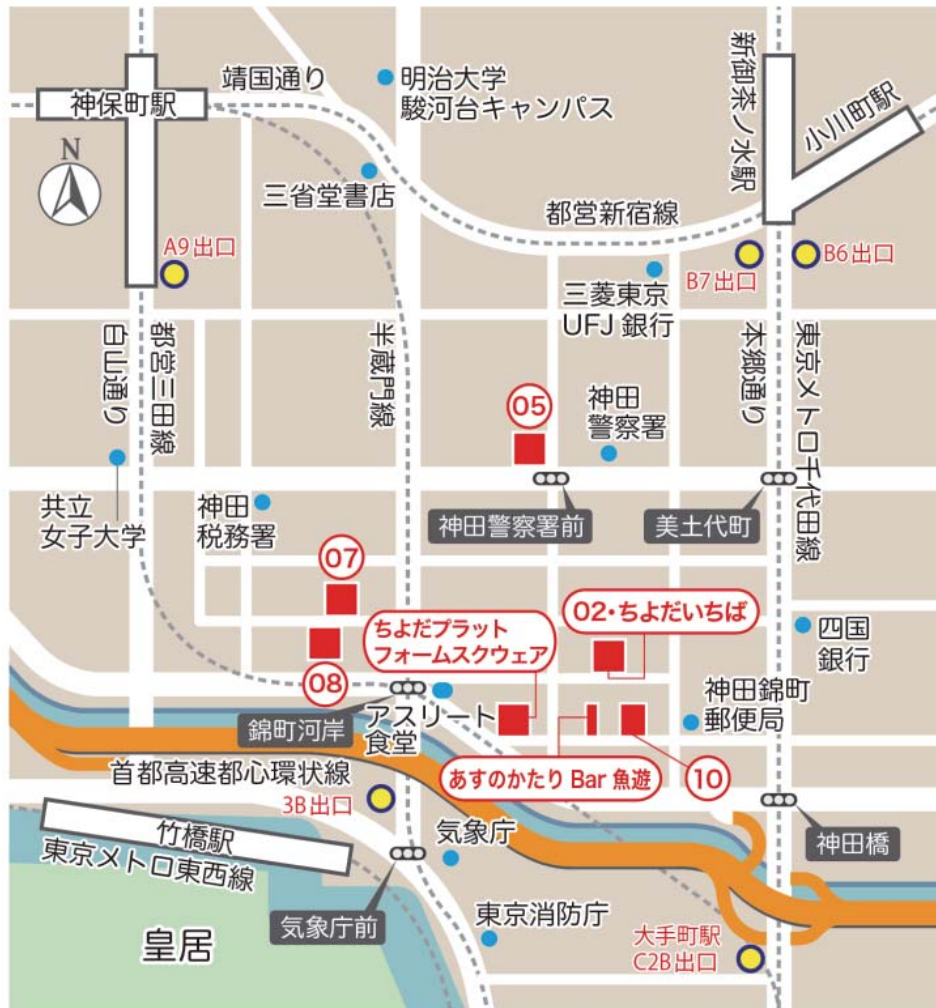 神保町駅
靖国通り
明治大学
駿河台キャンパス
新御茶ノ水駅
小川町駅
N
三省堂書店
都営新宿線
A9出口
B7出口
B6出口
三菱東京
UFJ 銀行
白山通り
都営三田線
半蔵門線
本郷通り
東京メトロ千代田線
05
神田
警察署
共立
女子大学
神田
税務署
神田警察署前
美土代町
07
ちよだプラット
フォームスクウェア
02・ちよだいちば
四国
銀行
08
錦町河岸
アスリート
食堂
神田錦町
郵便局
首都高速都心環状線
あすのかたり Bar 魚遊
10
3B出口
竹橋駅
東京メトロ東西線
気象庁
神田橋
気象庁前
東京消防庁
大手町駅
C2B出口
皇居